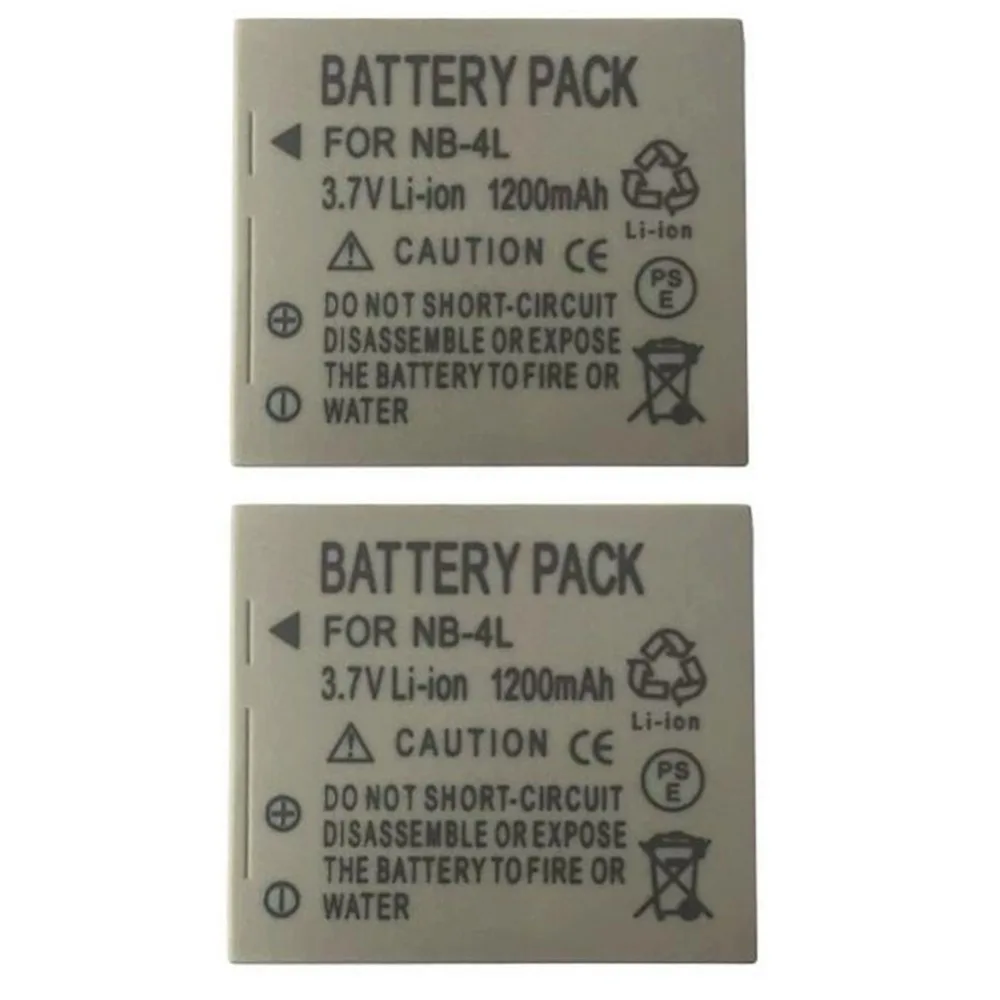 BATTERY PACK
FOR NB-4L
3.7V Li-ion 1200mAh
Li-ion
CAUTION CE
PS
E
DO NOT SHORT-CIRCUIT
DISASSEMBLE OR EXPOSE
THE BATTERY TO FIRE OR
WATER
BATTERY PACK
FOR NB-4L
3.7V Li-ion 1200mAh
Li-ion
CAUTION CE
PS
E
DO NOT SHORT-CIRCUIT
DISASSEMBLE OR EXPOSE
THE BATTERY TO FIRE OR
WATER